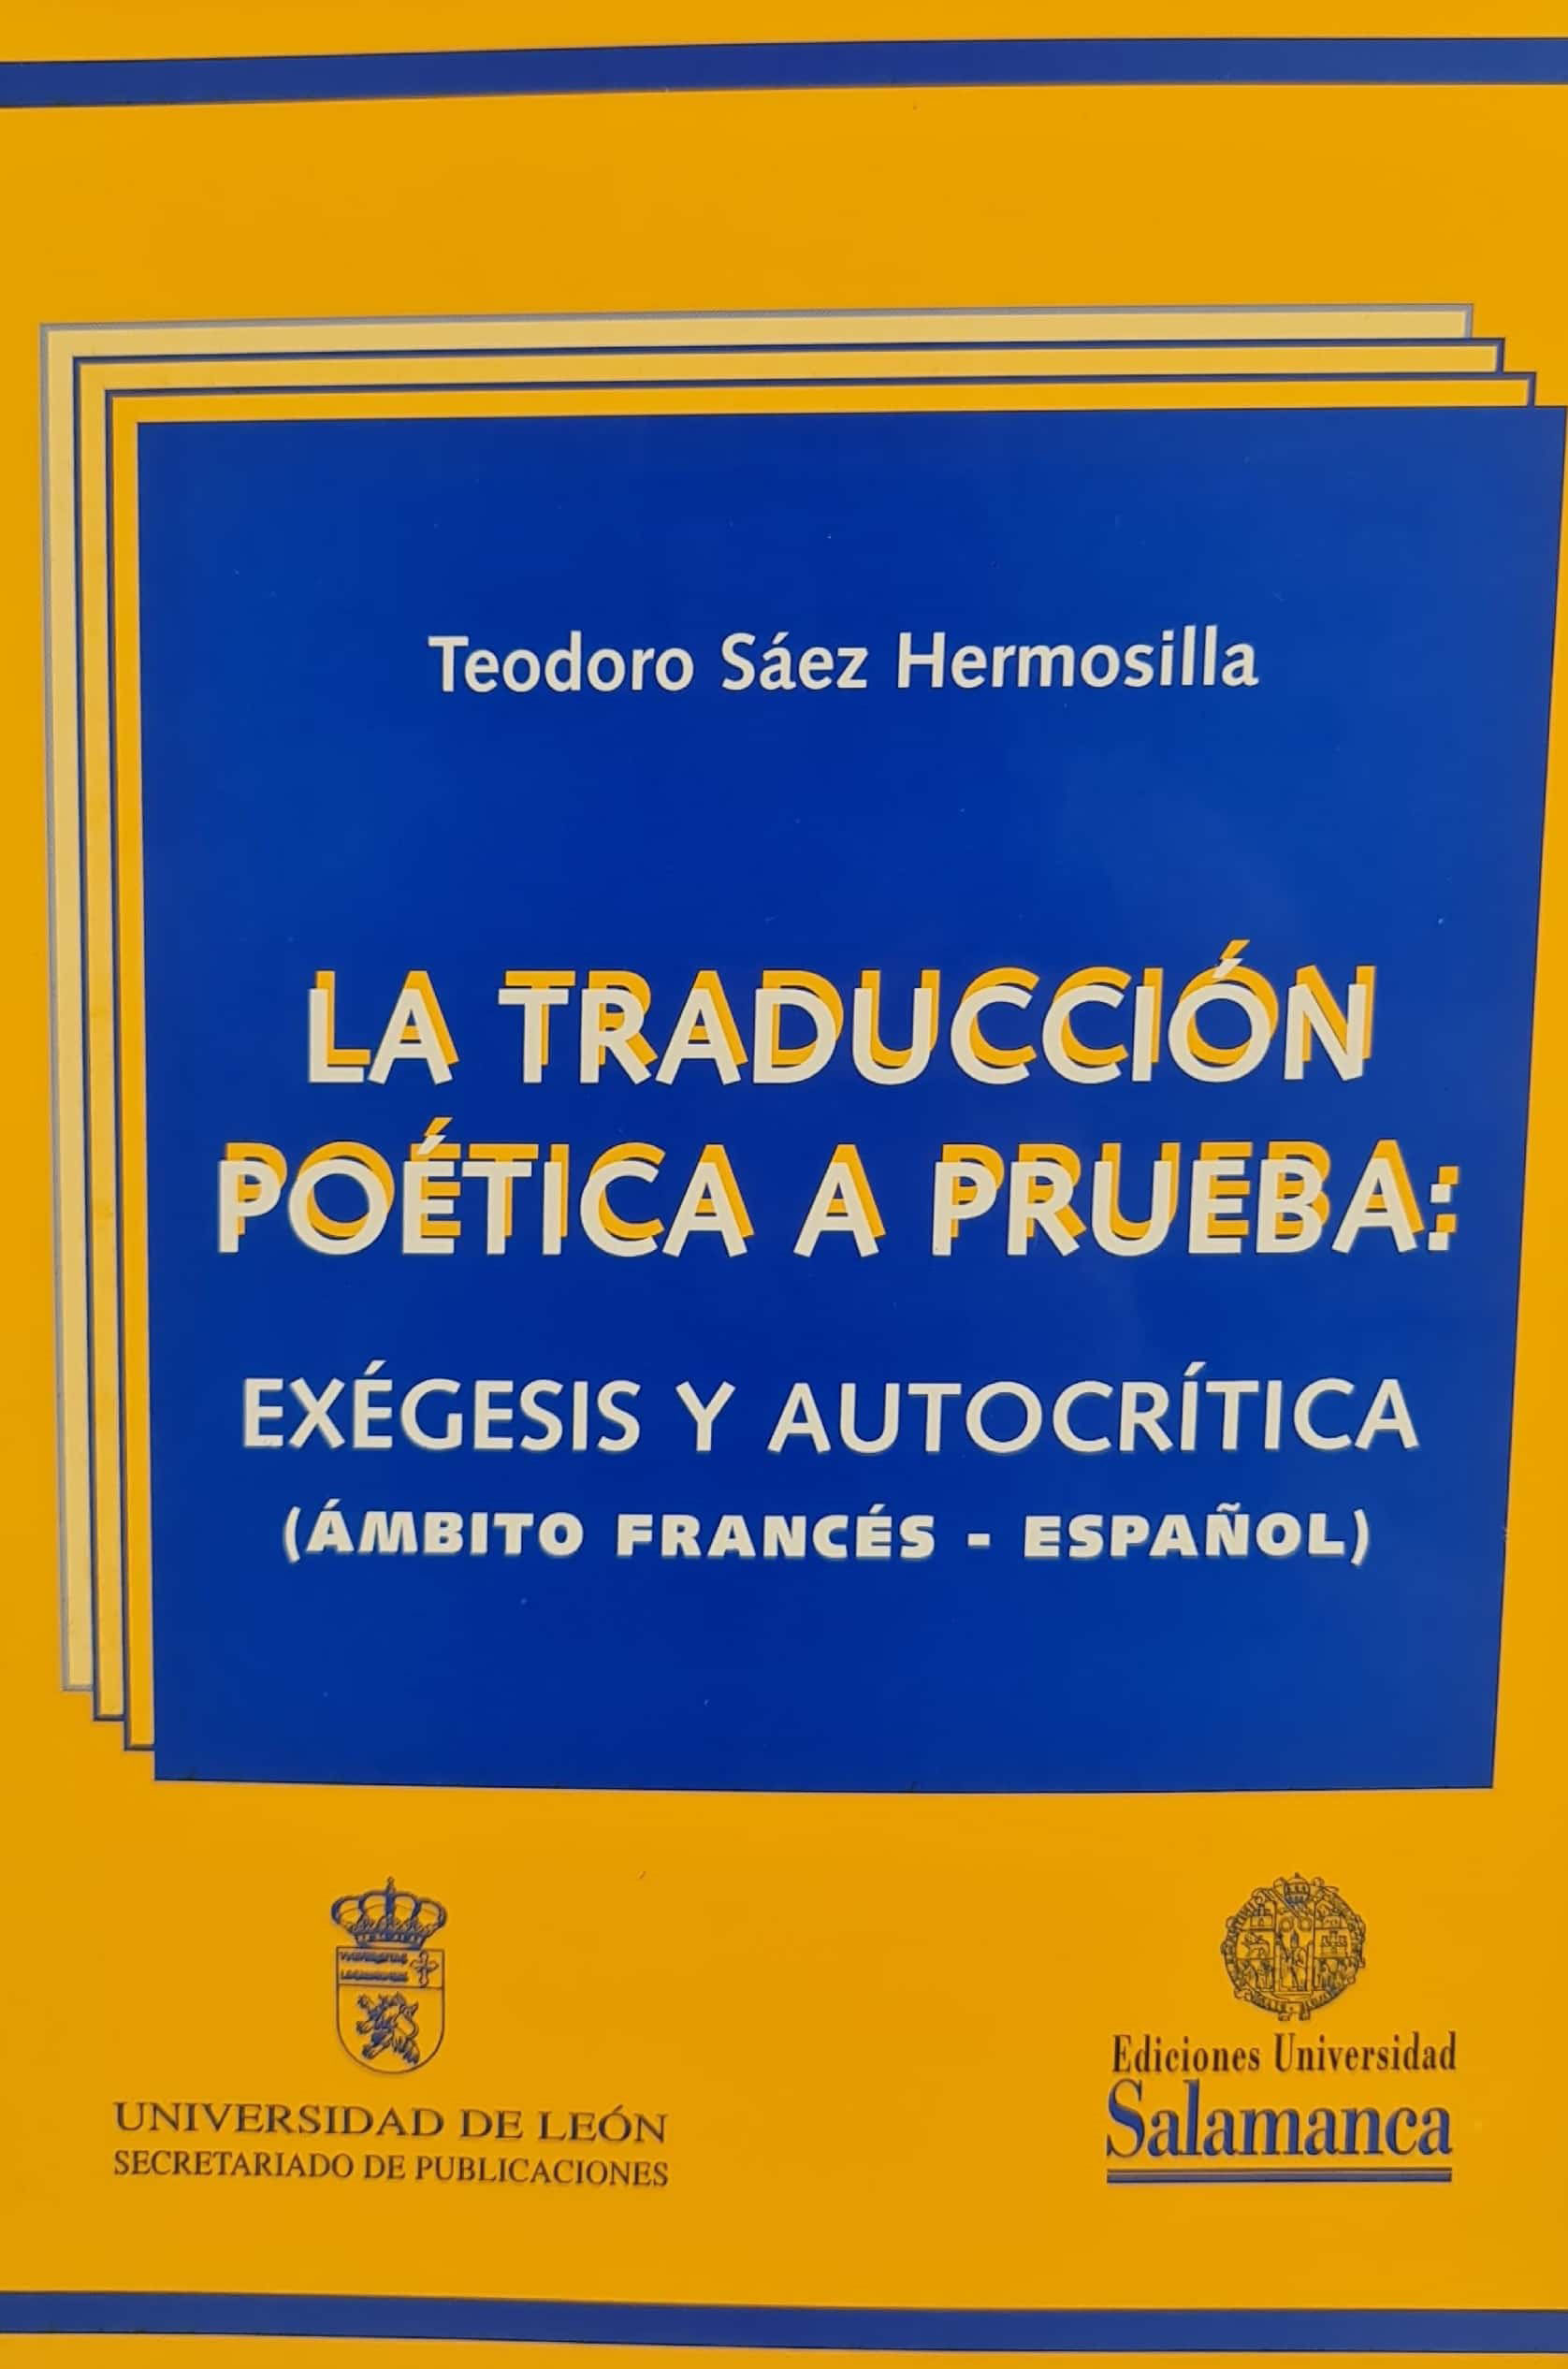 Teodoro Sáez Hermosilla
LA TRADUCCIÓN
POÉTICA A PRUEBA:
EXÉGESIS Y AUTOCRÍTICA
(ÁMBITO FRANCÉS - ESPAÑOL)
UNIVERSIDAD DE LEÓN
SECRETARIADO DE PUBLICACIONES
Ediciones Universidad
Salamanca